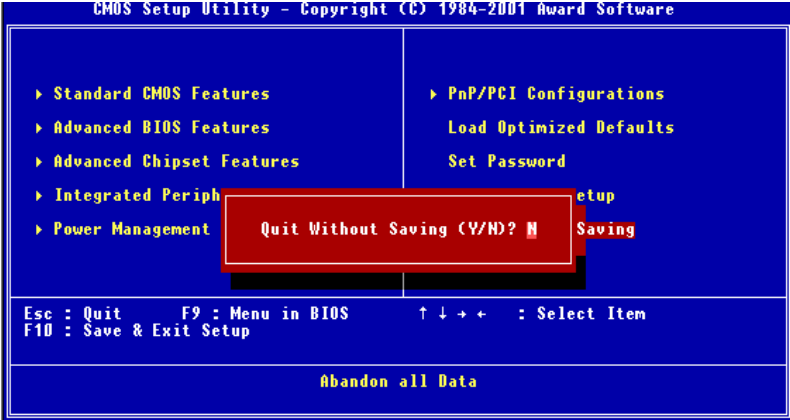 CMOS Setup Utility - Copyright (C) 1984-2001 Award Software
Standard CMOS Features
Advanced BIOS Features
Advanced Chipset Features
Integrated Periph
Power Management
PnP/PCI Configurations
Load Optimized Defaults
Set Password
etup
Saving
Quit Without Saving (Y/N)? N
Esc : Quit F9 : Menu in BIOS ↑ ↓ → ← : Select Item
F10 : Save & Exit Setup
Abandon all Data